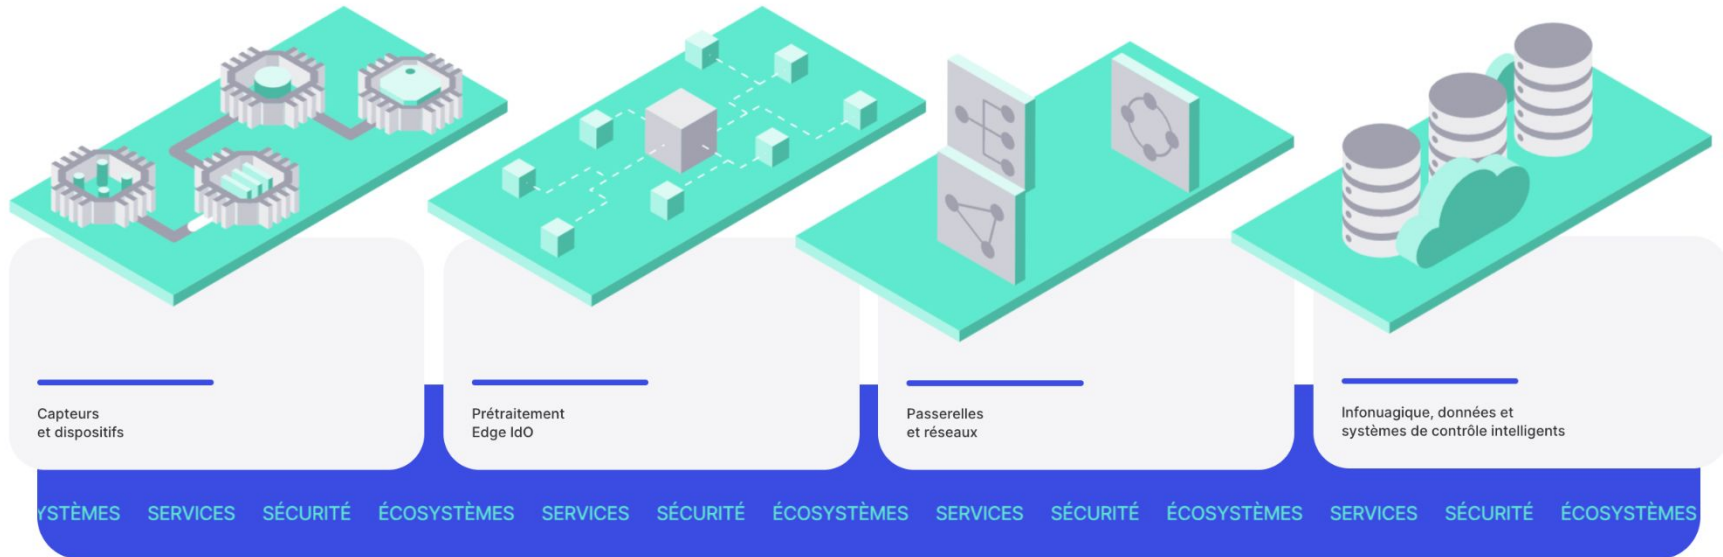 Capteurs
et dispositifs
Prétraitement
Edge IdO
Passerelles
et réseaux
Infonuagique, données et
systèmes de contrôle intelligents
YSTÈMES SERVICES SÉCURITÉ ÉCOSYSTÈMES SERVICES SÉCURITÉ ÉCOSYSTÈMES SERVICES SÉCURITÉ ÉCOSYSTÈMES SERVICES SÉCURITÉ ÉCOSYSTÈMES